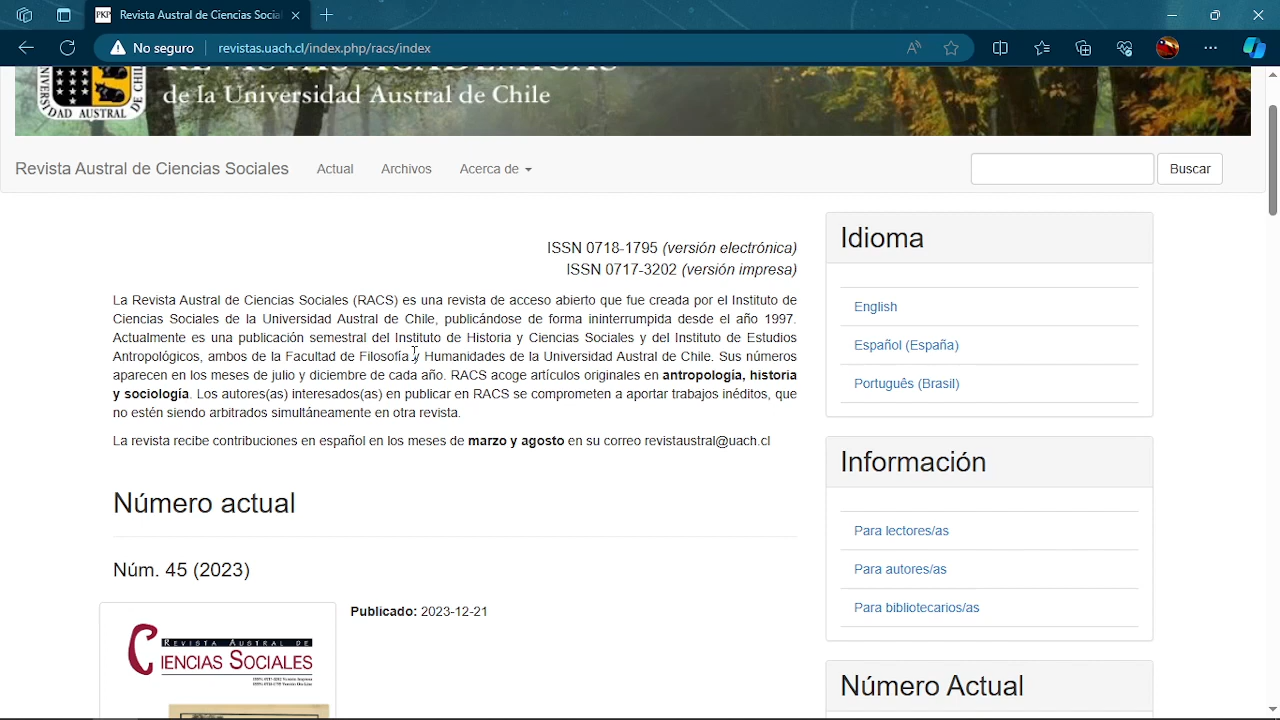 Revista Austral de Ciencias Social
No seguro
revistas.uach.cl/index.php/racs/index
UNIVERSIDAD AUSTRAL DE CHILE
REVISTAS ACADÉMICAS
de la Universidad Austral de Chile
Revista Austral de Ciencias Sociales
Actual
Archivos
Acerca de
Buscar
ISSN 0718-1795 (versión electrónica)
ISSN 0717-3202 (versión impresa)
La Revista Austral de Ciencias Sociales (RACS) es una revista de acceso abierto que fue creada por el Instituto de
Ciencias Sociales de la Universidad Austral de Chile, publicándose de forma ininterrumpida desde el año 1997.
Actualmente es una publicación semestral del Instituto de Historia y Ciencias Sociales y del Instituto de Estudios
Antropológicos, ambos de la Facultad de Filosofía y Humanidades de la Universidad Austral de Chile. Sus números
aparecen en los meses de julio y diciembre de cada año. RACS acoge artículos originales en antropología, historia
y sociología. Los autores(as) interesados(as) en publicar en RACS se comprometen a aportar trabajos inéditos, que
no estén siendo arbitrados simultáneamente en otra revista.
La revista recibe contribuciones en español en los meses de marzo y agosto en su correo revistaustral@uach.cl
Número actual
Núm. 45 (2023)
Publicado: 2023-12-21
REVISTA AUSTRAL DE
CIENCIAS SOCIALES
Idioma
English
Español (España)
Português (Brasil)
Información
Para lectores/as
Para autores/as
Para bibliotecarios/as
Número Actual